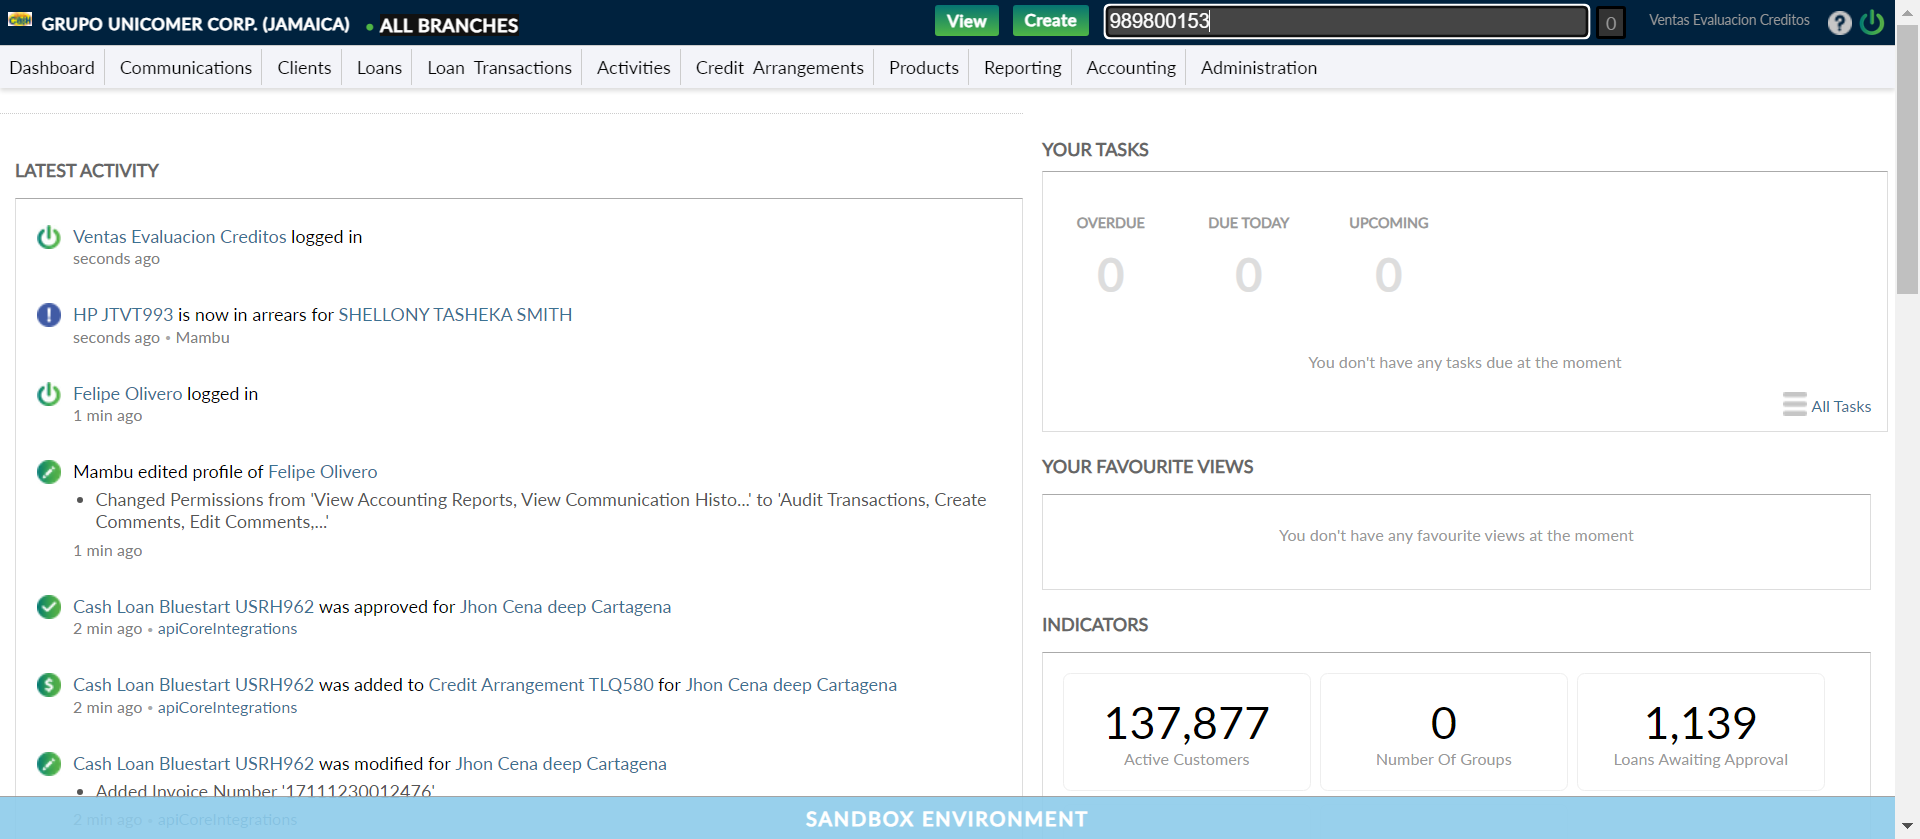 Cash GRUPO UNICOMER CORP. (JAMAICA) • ALL BRANCHES View Create 989800153 0 Ventas Evaluacion Creditos ?
Dashboard Communications Clients Loans Loan Transactions Activities Credit Arrangements Products Reporting Accounting Administration
LATEST ACTIVITY
Ventas Evaluacion Creditos logged in
seconds ago
HP JTVT993 is now in arrears for SHELLONY TASHEKA SMITH
seconds ago • Mambu
Felipe Olivero logged in
1 min ago
Mambu edited profile of Felipe Olivero
• Changed Permissions from 'View Accounting Reports, View Communication Histo...' to 'Audit Transactions, Create
Comments, Edit Comments,...'
1 min ago
Cash Loan Bluestart USRH962 was approved for Jhon Cena deep Cartagena
2 min ago • apiCoreIntegrations
Cash Loan Bluestart USRH962 was added to Credit Arrangement TLQ580 for Jhon Cena deep Cartagena
2 min ago • apiCoreIntegrations
Cash Loan Bluestart USRH962 was modified for Jhon Cena deep Cartagena
• Added Invoice Number '17111230012476'
2 min ago • apiCoreIntegrations
YOUR TASKS
OVERDUE DUE TODAY UPCOMING
0 0 0
You don't have any tasks due at the moment
All Tasks
YOUR FAVOURITE VIEWS
You don't have any favourite views at the moment
INDICATORS
137,877 0 1,139
Active Customers Number Of Groups Loans Awaiting Approval
SANDBOX ENVIRONMENT